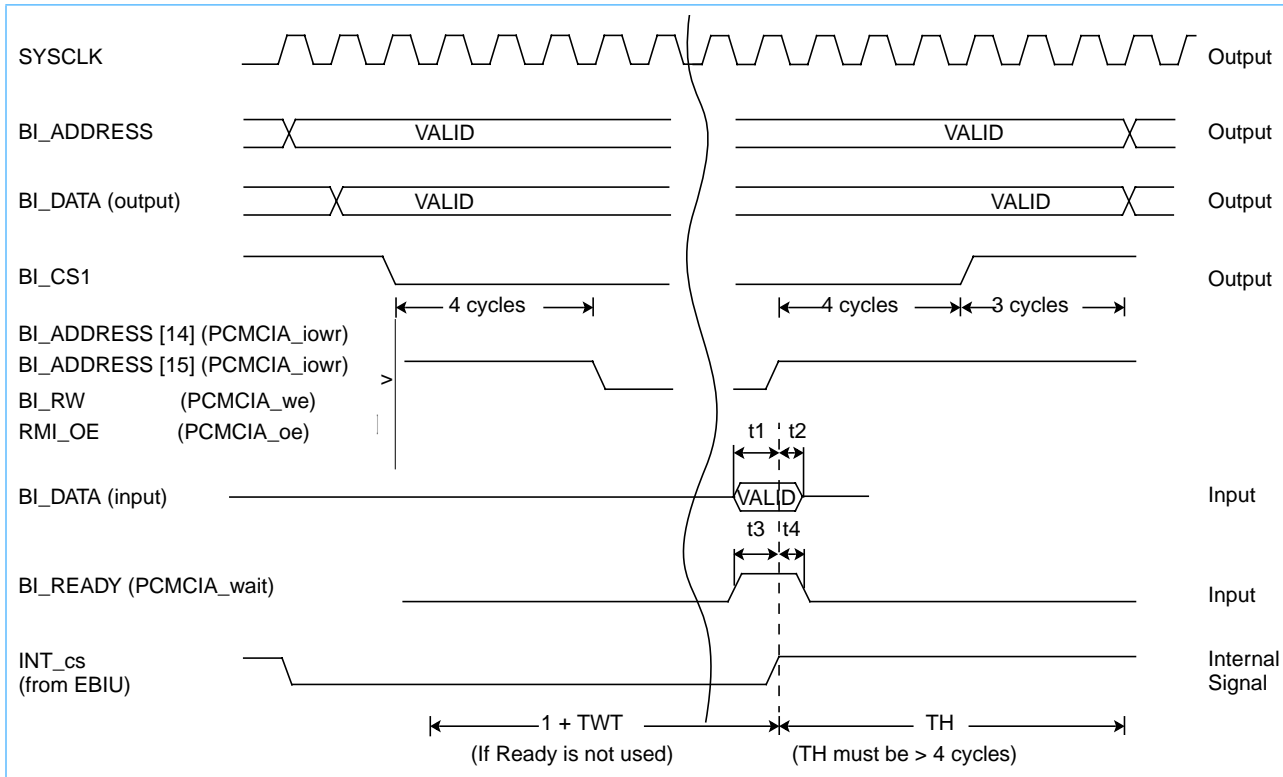 SYSCLK Output
BI_ADDRESS VALID VALID Output
BI_DATA (output) VALID VALID Output
BI_CS1 Output
4 cycles 4 cycles 3 cycles
BI_ADDRESS [14] (PCMCIA_iowr)
BI_ADDRESS [15] (PCMCIA_iowr)
BI_RW (PCMCIA_we)
RMI_OE (PCMCIA_oe)
t1 t2
BI_DATA (input) VALID Input
t3 t4
BI_READY (PCMCIA_wait) Input
INT_cs Internal
(from EBIU) Signal
1 + TWT TH
(If Ready is not used) (TH must be > 4 cycles)